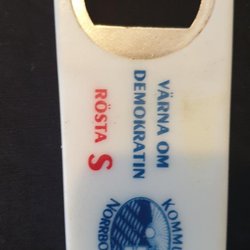 VÄRNA OM
DEMOKRATIN
RÖSTA S